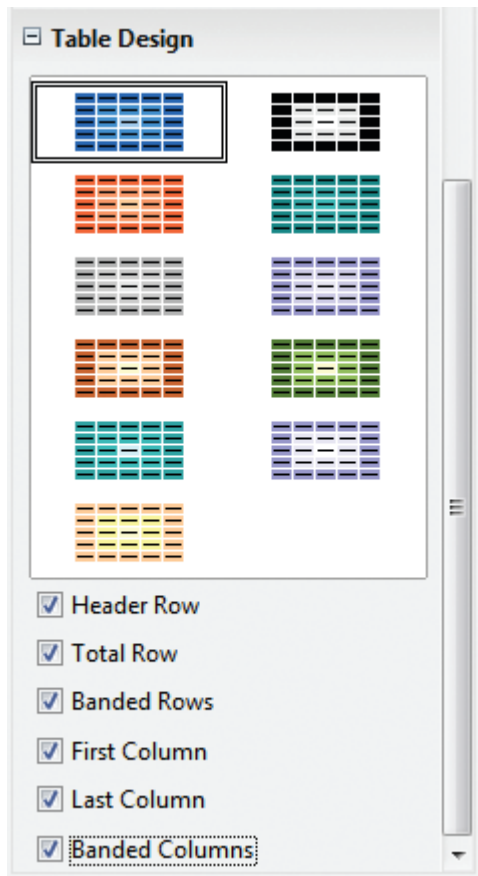 Table Design
Header Row
Total Row
Banded Rows
First Column
Last Column
Banded Columns